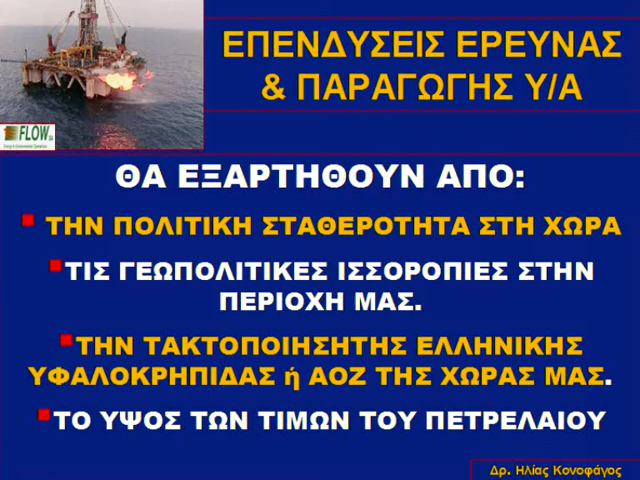 ΕΠΕΝΔΥΣΕΙΣ ΕΡΕΥΝΑΣ
& ΠΑΡΑΓΩΓΗΣ Υ/Α
FLOW
ΘΑ ΕΞΑΡΤΗΘΟΥΝ ΑΠΟ:
ΤΗΝ ΠΟΛΙΤΙΚΗ ΣΤΑΘΕΡΟΤΗΤΑ ΣΤΗ ΧΩΡΑ
ΤΙΣ ΓΕΩΠΟΛΙΤΙΚΕΣ ΙΣΣΟΡΟΠΙΕΣ ΣΤΗΝ
ΠΕΡΙΟΧΗ ΜΑΣ.
ΤΗΝ ΤΑΚΤΟΠΟΙΗΣΗΤΗΣ ΕΛΛΗΝΙΚΗΣ
ΥΦΑΛΟΚΡΗΠΙΔΑΣ ή ΑΟΖ ΤΗΣ ΧΩΡΑΣ ΜΑΣ.
ΤΟ ΥΨΟΣ ΤΩΝ ΤΙΜΩΝ ΤΟΥ ΠΕΤΡΕΛΑΙΟΥ
Δρ. Ηλίας Κονοφάγος